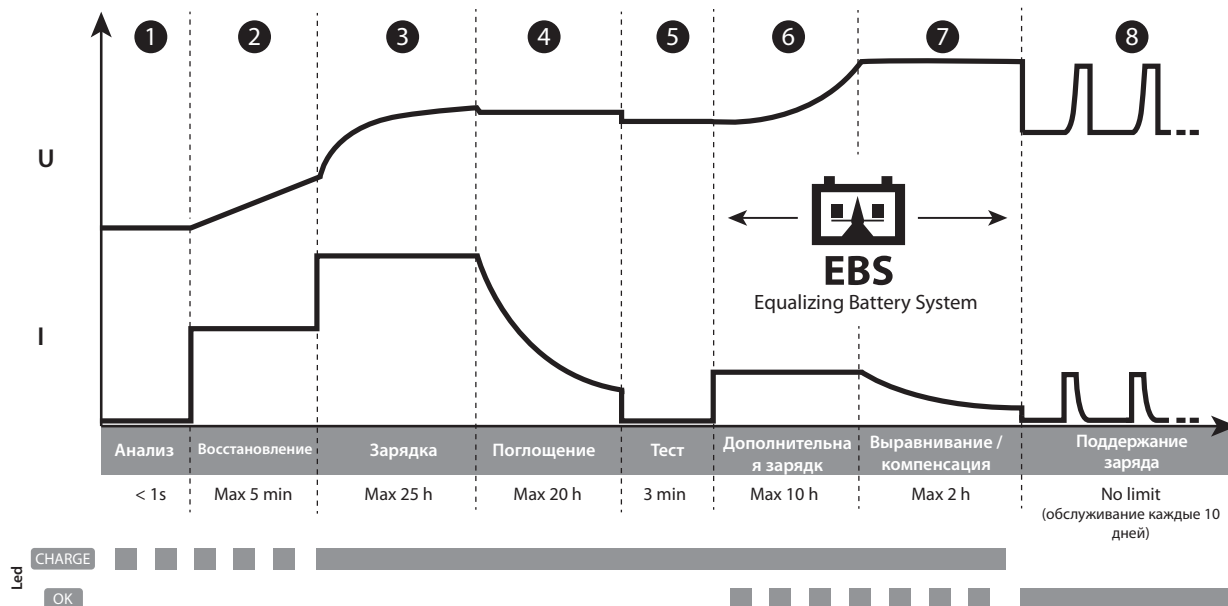 1 2 3 4 5 6 7 8
U
EBS
Equalizing Battery System
I
Анализ
Восстановление
Зарядка
Поглощение
Тест
Дополнительна
я зарядк
Выравнивание /
компенсация
Поддержание
заряда
< 1s
Max 5 min
Max 25 h
Max 20 h
3 min
Max 10 h
Max 2 h
No limit
(обслуживание каждые 10
дней)
Led
CHARGE
OK